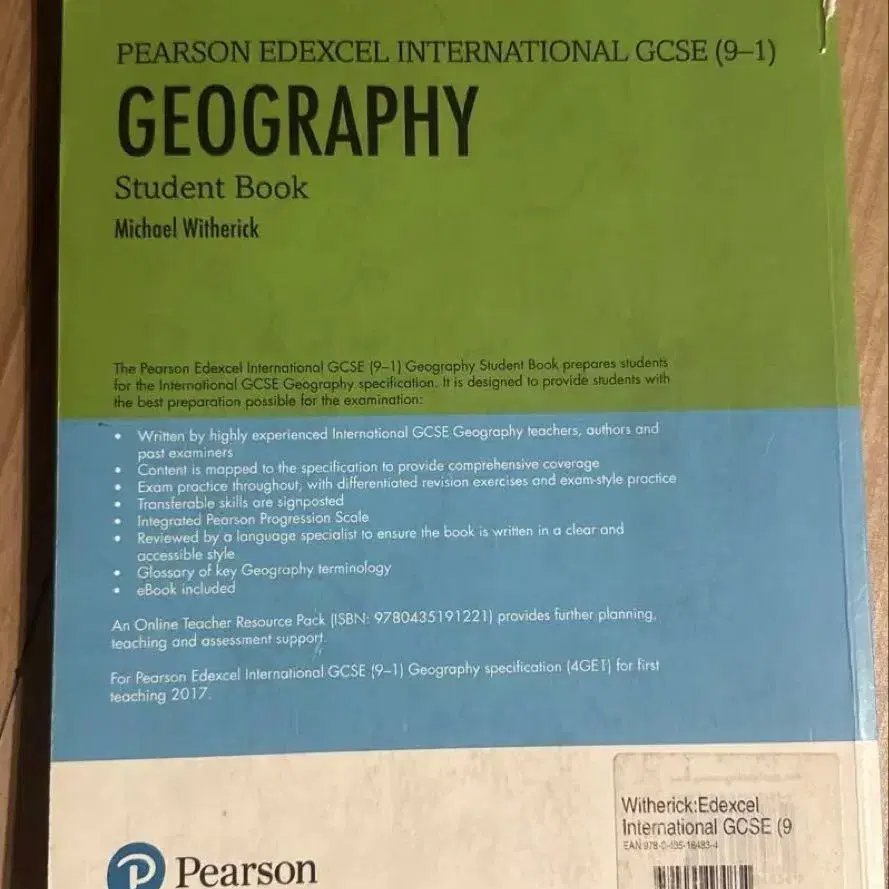 PEARSON EDEXCEL INTERNATIONAL GCSE (9–1)
GEOGRAPHY
Student Book
Michael Witherick
The Pearson Edexcel International GCSE (9–1) Geography Student Book prepares students
for the International GCSE Geography specification. It is designed to provide students with
the best preparation possible for the examination:
• Written by highly experienced International GCSE Geography teachers, authors and
past examiners
• Content is mapped to the specification to provide comprehensive coverage
• Exam practice throughout, with differentiated revision exercises and exam-style practice
• Transferable skills are signposted
• Integrated Pearson Progression Scale
• Reviewed by a language specialist to ensure the book is written in a clear and
accessible style
• Glossary of key Geography terminology
• eBook included
An Online Teacher Resource Pack (ISBN: 9780435191221) provides further planning,
teaching and assessment support.
For Pearson Edexcel International GCSE (9–1) Geography specification (4GE1) for first
teaching 2017.
Witherick:Edexcel
International GCSE (9
EAN 978-0-435-18483-4
P Pearson